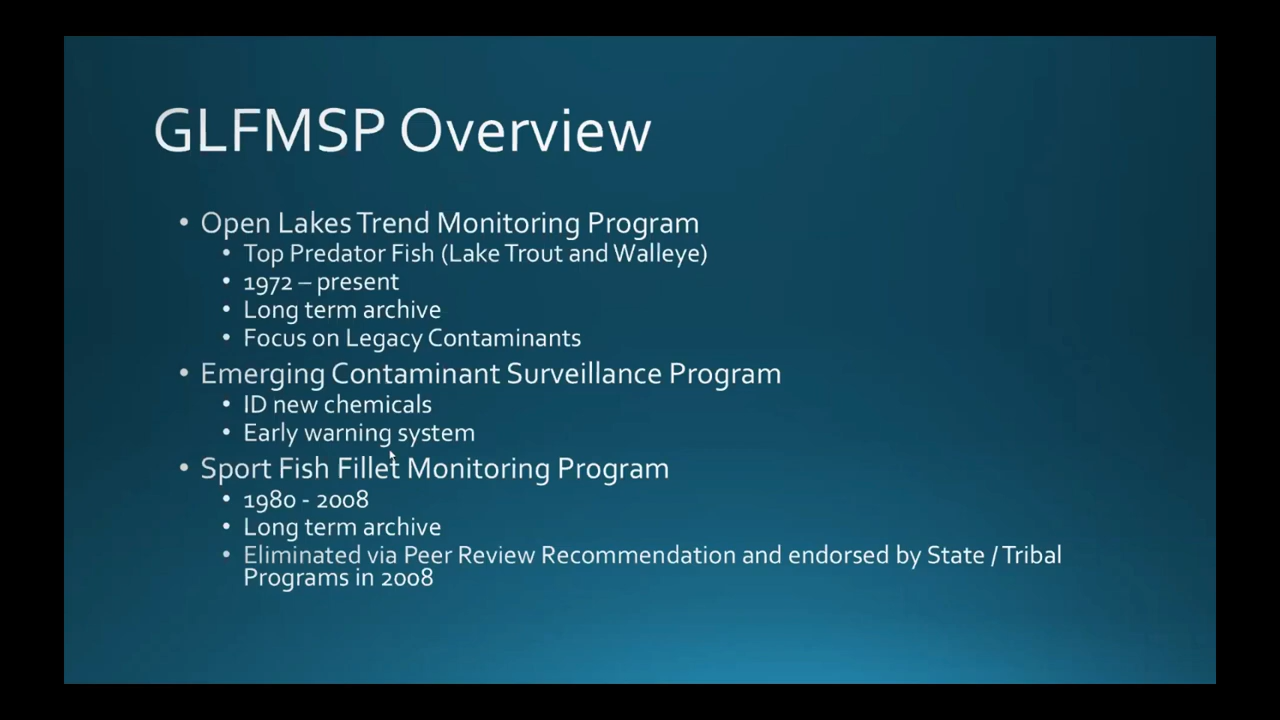 GLFMSP Overview
• Open Lakes Trend Monitoring Program
• Top Predator Fish (Lake Trout and Walleye)
• 1972 – present
• Long term archive
• Focus on Legacy Contaminants
• Emerging Contaminant Surveillance Program
• ID new chemicals
• Early warning system
• Sport Fish Fillet Monitoring Program
• 1980 - 2008
• Long term archive
• Eliminated via Peer Review Recommendation and endorsed by State / Tribal
Programs in 2008